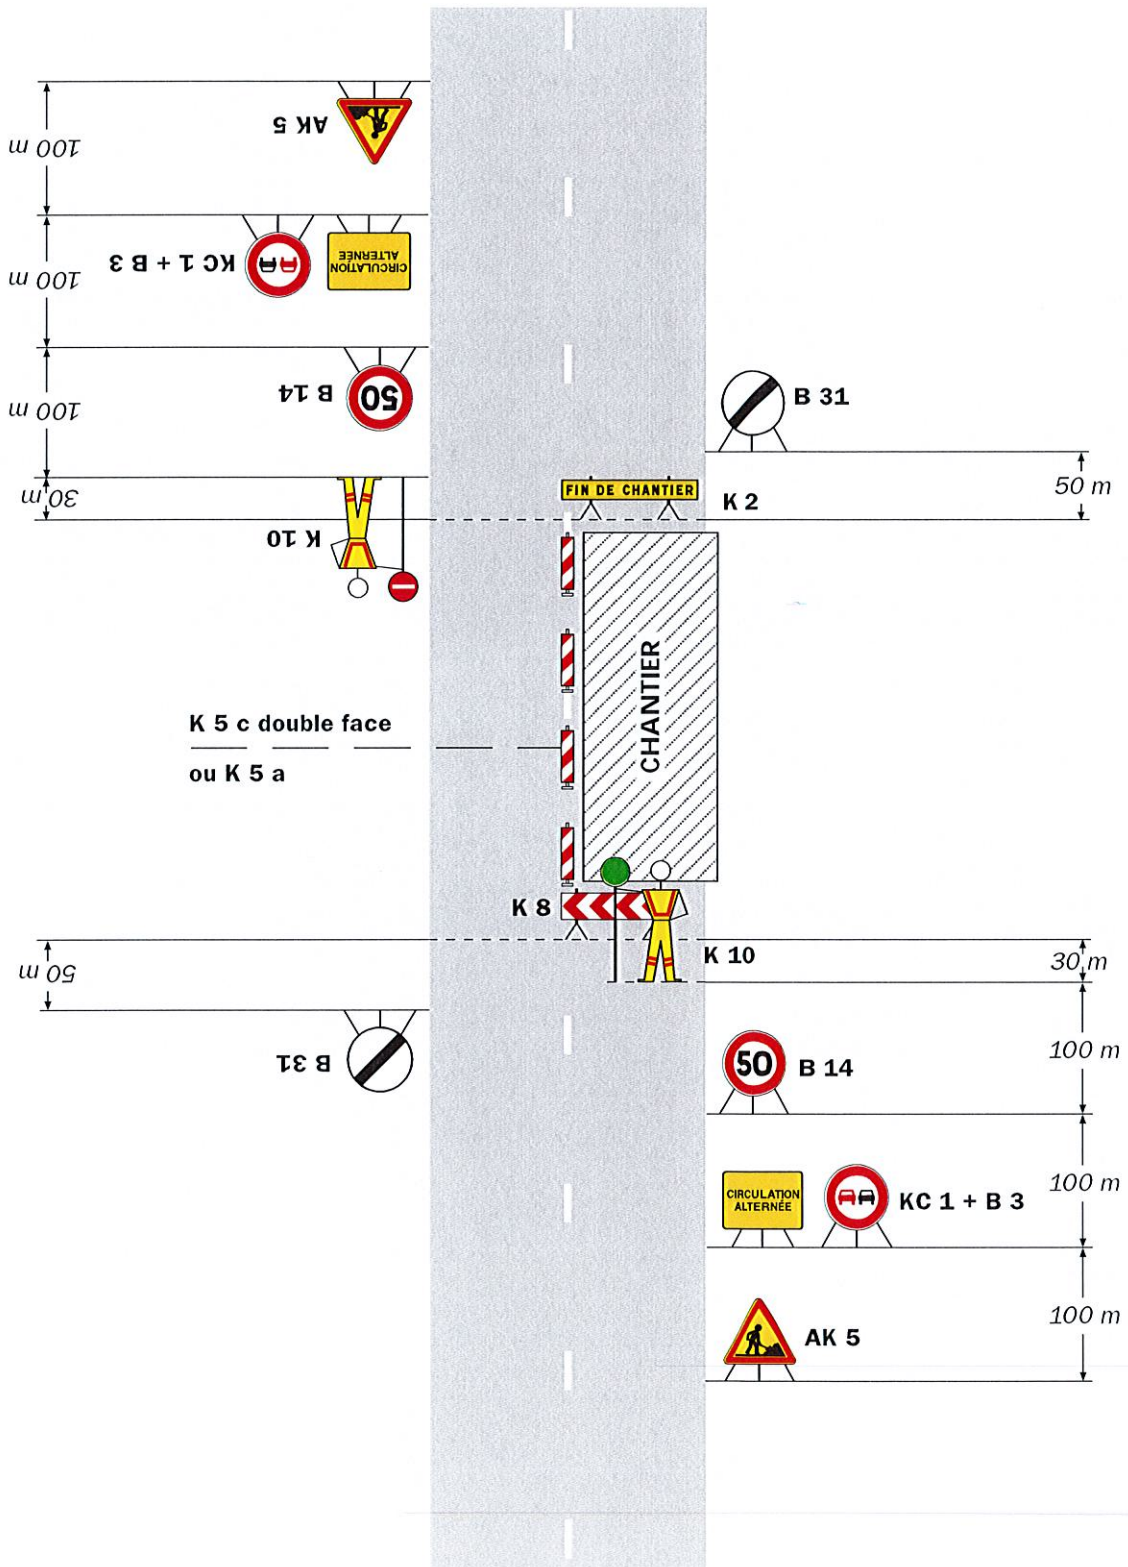 AK 5
100 m
CIRCULATION
ALTERNÉE
KC 1 + B 3
100 m
50
B 14
100 m
B 31
50 m
30 m
FIN DE CHANTIER
K 2
K 10
CHANTIER
K 5 c double face
ou K 5 a
K 8
K 10
50 m
30 m
B 31
50
B 14
100 m
CIRCULATION
ALTERNÉE
KC 1 + B 3
100 m
AK 5
100 m